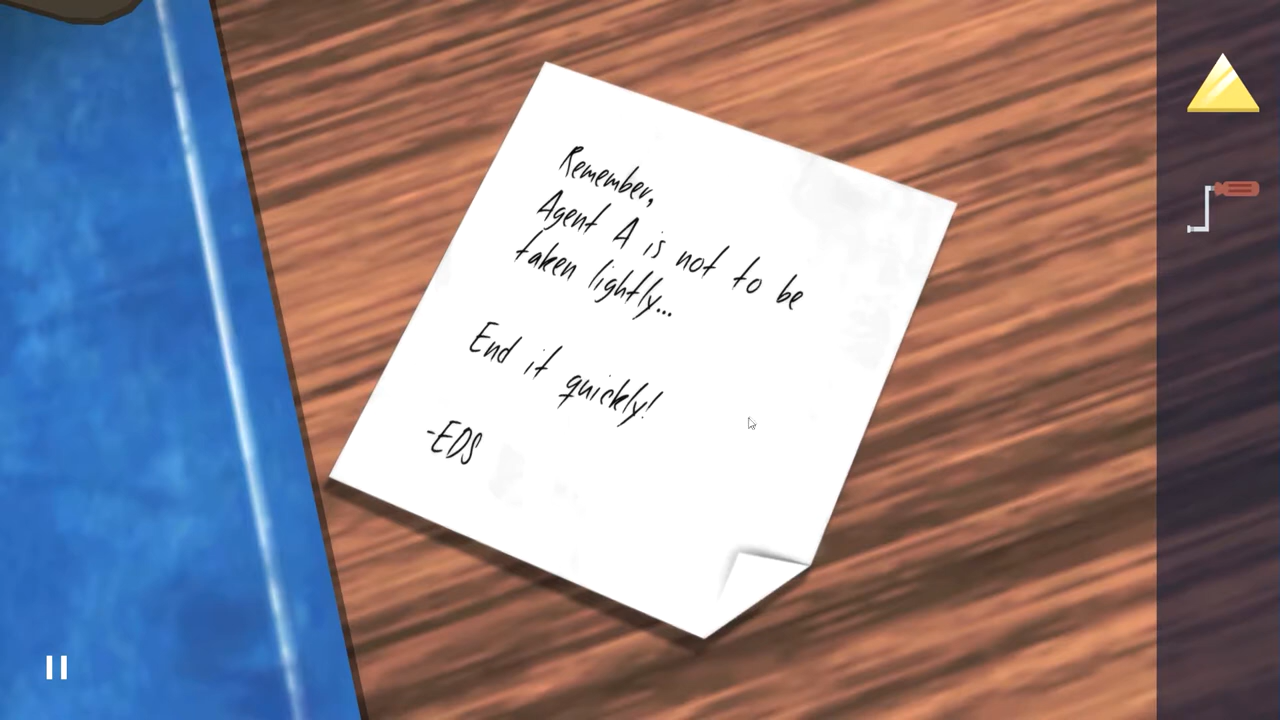 Remember,
Agent A is not to be
taken lightly...
End it quickly!
-EDS